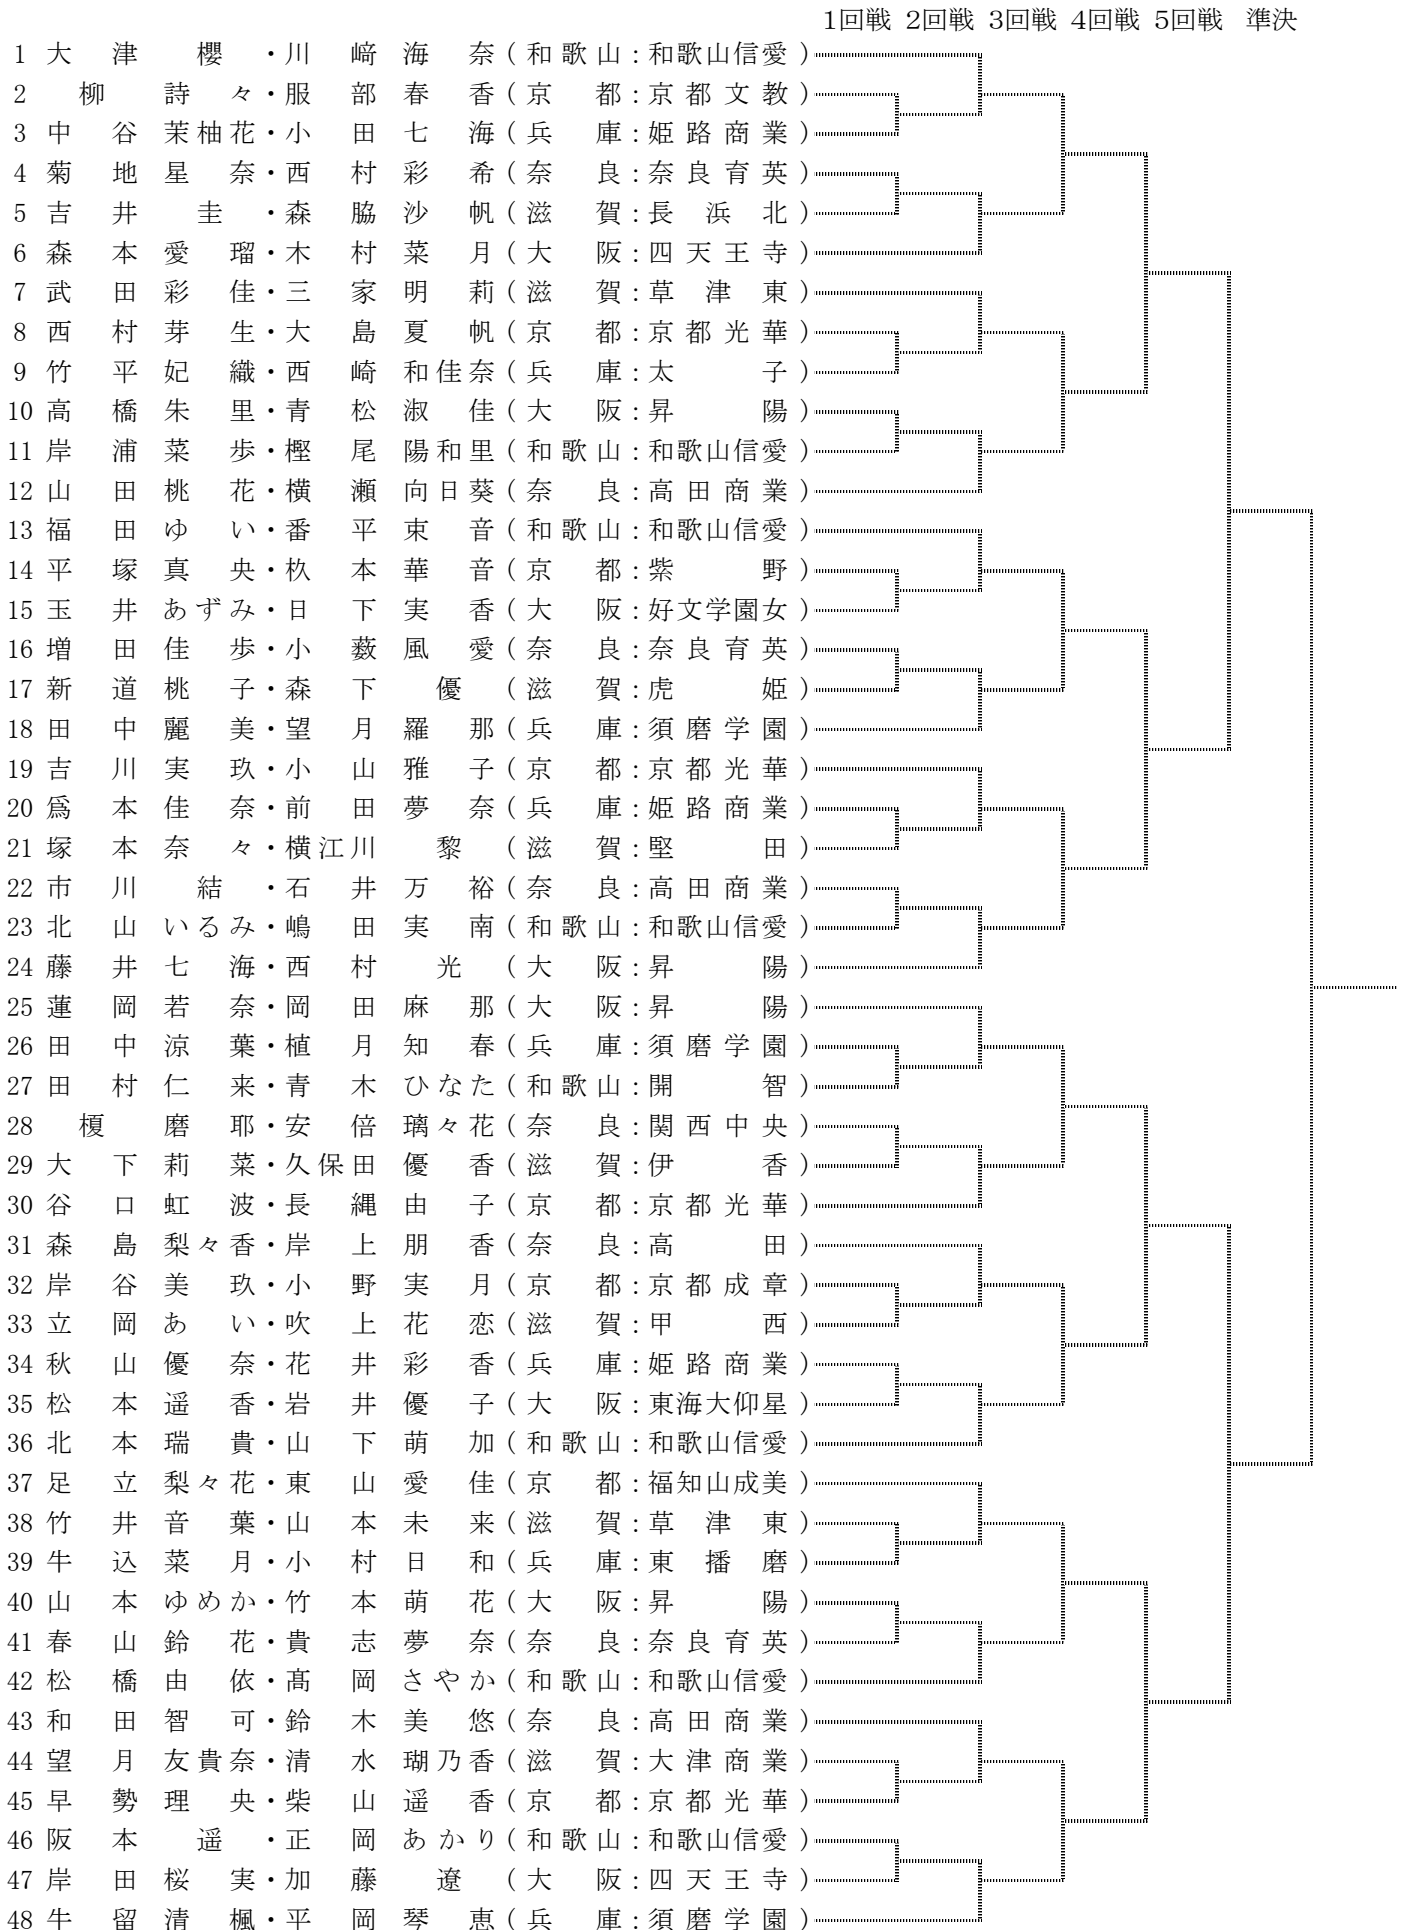 1回戦 2回戦 3回戦 4回戦 5回戦 準決
1 大津 櫻・川﨑海奈(和歌山:和歌山信愛)
2 柳 詩々・服部春香(京都:京都文教)
3 中谷茉柚花・小田七海(兵庫:姫路商業)
4 菊地星奈・西村彩希(奈良:奈良育英)
5 吉井 圭・森脇沙帆(滋賀:長浜北)
6 森本愛瑠・木村菜月(大阪:四天王寺)
7 武田彩佳・三家明莉(滋賀:草津東)
8 西村芽生・大島夏帆(京都:京都光華)
9 竹平妃織・西崎和佳奈(兵庫:太子)
10 高橋朱里・青松淑佳(大阪:昇陽)
11 岸浦菜歩・樫尾陽和里(和歌山:和歌山信愛)
12 山田桃花・横瀬向日葵(奈良:高田商業)
13 福田ゆい・番平束音(和歌山:和歌山信愛)
14 平塚真央・杦本華音(京都:紫野)
15 玉井あずみ・日下実香(大阪:好文学園女)
16 増田佳歩・小薮風愛(奈良:奈良育英)
17 新道桃子・森下 優(滋賀:虎姫)
18 田中麗美・望月羅那(兵庫:須磨学園)
19 吉川実玖・小山雅子(京都:京都光華)
20 爲本佳奈・前田夢奈(兵庫:姫路商業)
21 塚本奈々・横江川 黎(滋賀:堅田)
22 市川 結・石井万裕(奈良:高田商業)
23 北山いるみ・嶋田実南(和歌山:和歌山信愛)
24 藤井七海・西村 光(大阪:昇陽)
25 蓮岡若奈・岡田麻那(大阪:昇陽)
26 田中涼葉・植月知春(兵庫:須磨学園)
27 田村仁来・青木ひなた(和歌山:開智)
28 榎 磨耶・安倍璃々花(奈良:関西中央)
29 大下莉菜・久保田優香(滋賀:伊香)
30 谷口虹波・長縄由子(京都:京都光華)
31 森島梨々香・岸上朋香(奈良:高田)
32 岸谷美玖・小野実月(京都:京都成章)
33 立岡あい・吹上花恋(滋賀:甲西)
34 秋山優奈・花井彩香(兵庫:姫路商業)
35 松本遥香・岩井優子(大阪:東海大仰星)
36 北本瑞貴・山下萌加(和歌山:和歌山信愛)
37 足立梨々花・東山愛佳(京都:福知山成美)
38 竹井音葉・山本未来(滋賀:草津東)
39 牛込菜月・小村日和(兵庫:東播磨)
40 山本ゆめか・竹本萌花(大阪:昇陽)
41 春山鈴花・貴志夢奈(奈良:奈良育英)
42 松橋由依・髙岡さやか(和歌山:和歌山信愛)
43 和田智可・鈴木美悠(奈良:高田商業)
44 望月友貴奈・清水瑚乃香(滋賀:大津商業)
45 早勢理央・柴山遥香(京都:京都光華)
46 阪本 遥・正岡あかり(和歌山:和歌山信愛)
47 岸田桜実・加藤 遼(大阪:四天王寺)
48 牛留清楓・平岡琴恵(兵庫:須磨学園)